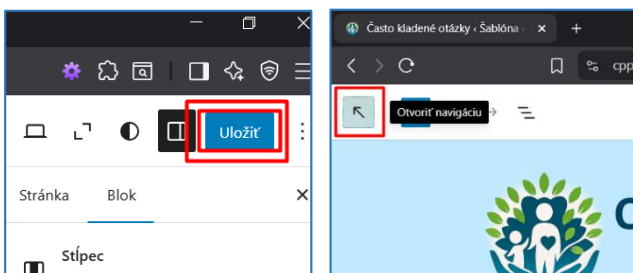 Uložiť
Stránka Blok
Stĺpec
Často kladené otázky ‹ Šablóna
cpp
Otvoriť navigáciu